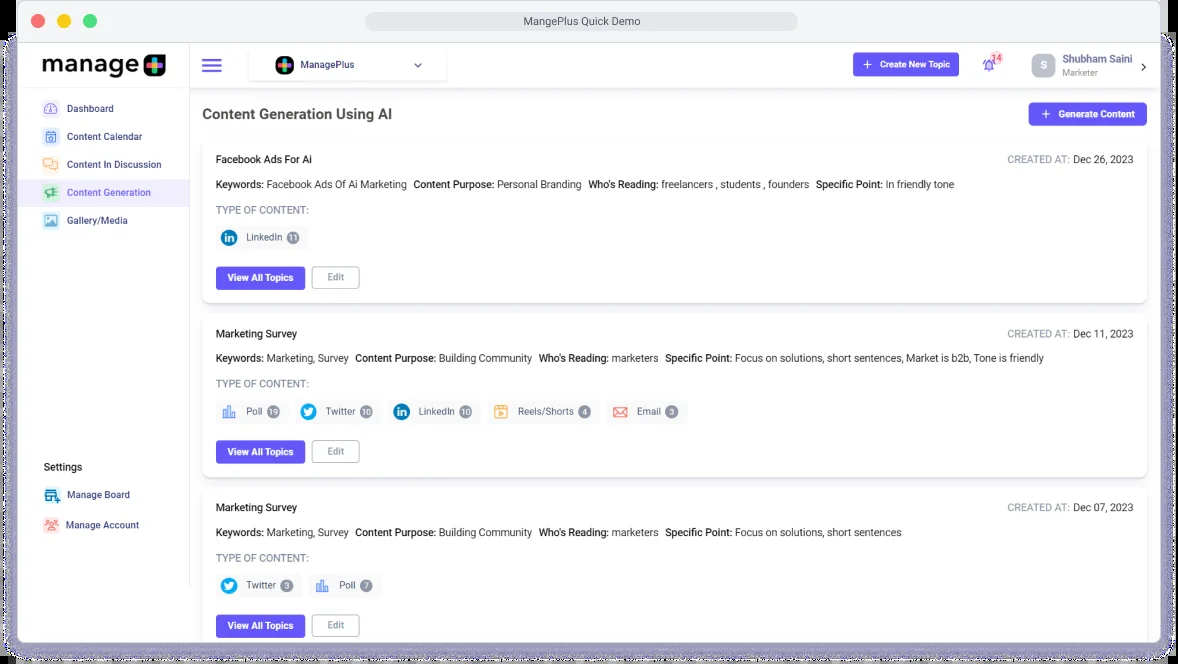 MangePlus Quick Demo
manage
ManagePlus
+ Create New Topic
14
S
Shubham Saini
Marketer
Dashboard
Content Calendar
Content In Discussion
Content Generation
Gallery/Media
Settings
Manage Board
Manage Account
Content Generation Using AI
+ Generate Content
Facebook Ads For Ai
CREATED AT: Dec 26, 2023
Keywords: Facebook Ads Of Ai Marketing Content Purpose: Personal Branding Who's Reading: freelancers , students , founders Specific Point: In friendly tone
TYPE OF CONTENT:
in LinkedIn 11
View All Topics Edit
Marketing Survey
CREATED AT: Dec 11, 2023
Keywords: Marketing, Survey Content Purpose: Building Community Who's Reading: marketers Specific Point: Focus on solutions, short sentences, Market is b2b, Tone is friendly
TYPE OF CONTENT:
Poll 19 Twitter 10 in LinkedIn 10 Reels/Shorts 4 Email 3
View All Topics Edit
Marketing Survey
CREATED AT: Dec 07, 2023
Keywords: Marketing, Survey Content Purpose: Building Community Who's Reading: marketers Specific Point: Focus on solutions, short sentences
TYPE OF CONTENT:
Twitter 3 Poll 7
View All Topics Edit